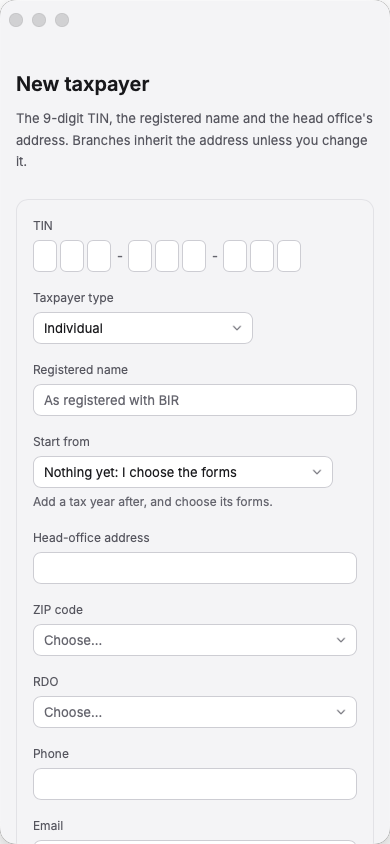 New taxpayer
The 9-digit TIN, the registered name and the head office's
address. Branches inherit the address unless you change
it.
TIN
- -
Taxpayer type
Individual
Registered name
As registered with BIR
Start from
Nothing yet: I choose the forms
Add a tax year after, and choose its forms.
Head-office address
ZIP code
Choose...
RDO
Choose...
Phone
Email